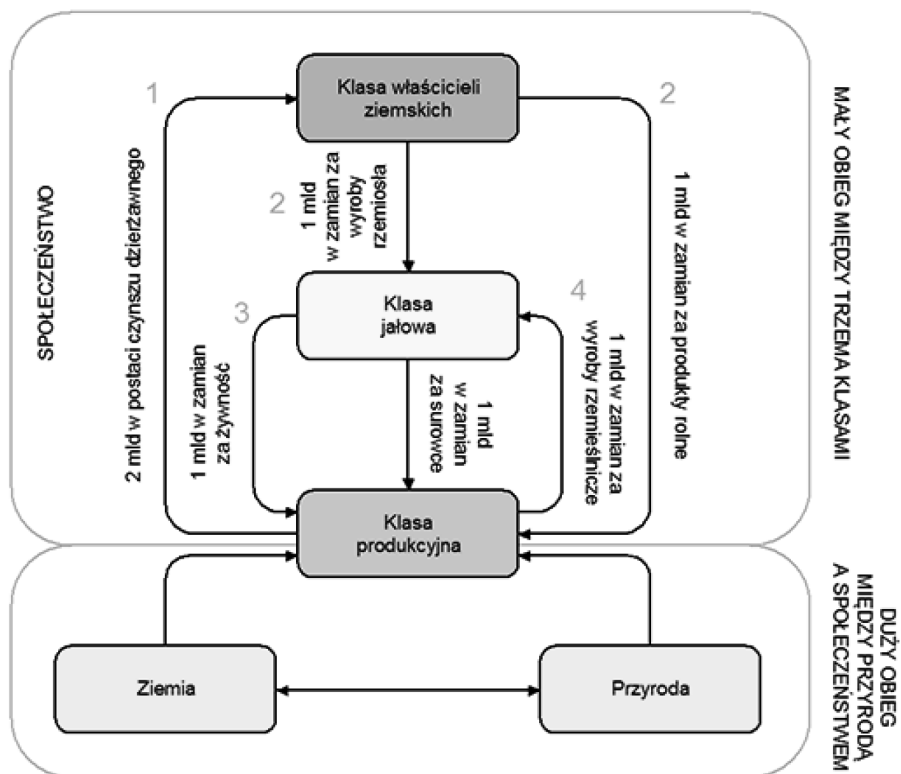 1
Klasa właścicieli
ziemskich
2
MAŁY OBIEG MIĘDZY TRZEMA KLASAMI
SPOŁECZEŃSTWO
2 mld w postaci czynszu dzierżawnego
2
1 mld
w zamian za
wyroby
rzemiosła
1 mld w zamian za produkty rolne
3
Klasa
jałowa
4
1 mld w zamian
za żywność
1 mld
w zamian
za surowce
1 mld w zamian za
wyroby rzemieślnicze
Klasa
produkcyjna
DUŻY OBIEG
MIĘDZY PRZYRODĄ
A SPOŁECZEŃSTWEM
Ziemia
Przyroda